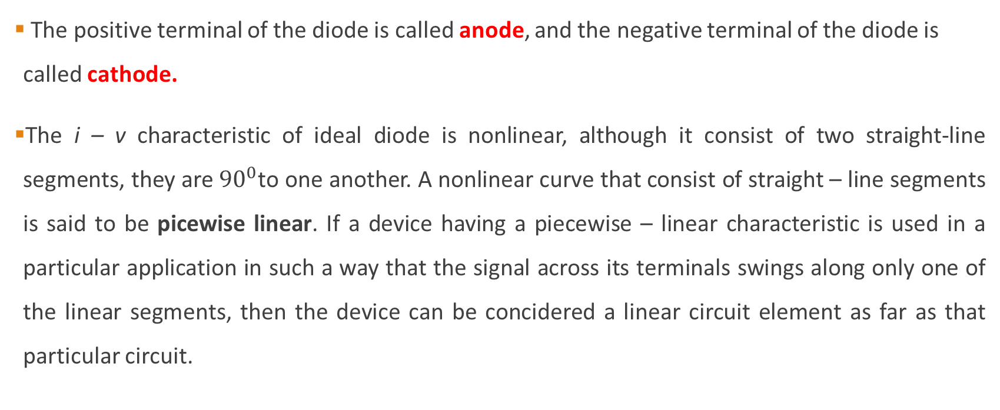 ▪ The positive terminal of the diode is called anode, and the negative terminal of the diode is
called cathode.
▪The i – v characteristic of ideal diode is nonlinear, although it consist of two straight-line
segments, they are 90⁰to one another. A nonlinear curve that consist of straight – line segments
is said to be picewise linear. If a device having a piecewise – linear characteristic is used in a
particular application in such a way that the signal across its terminals swings along only one of
the linear segments, then the device can be concidered a linear circuit element as far as that
particular circuit.